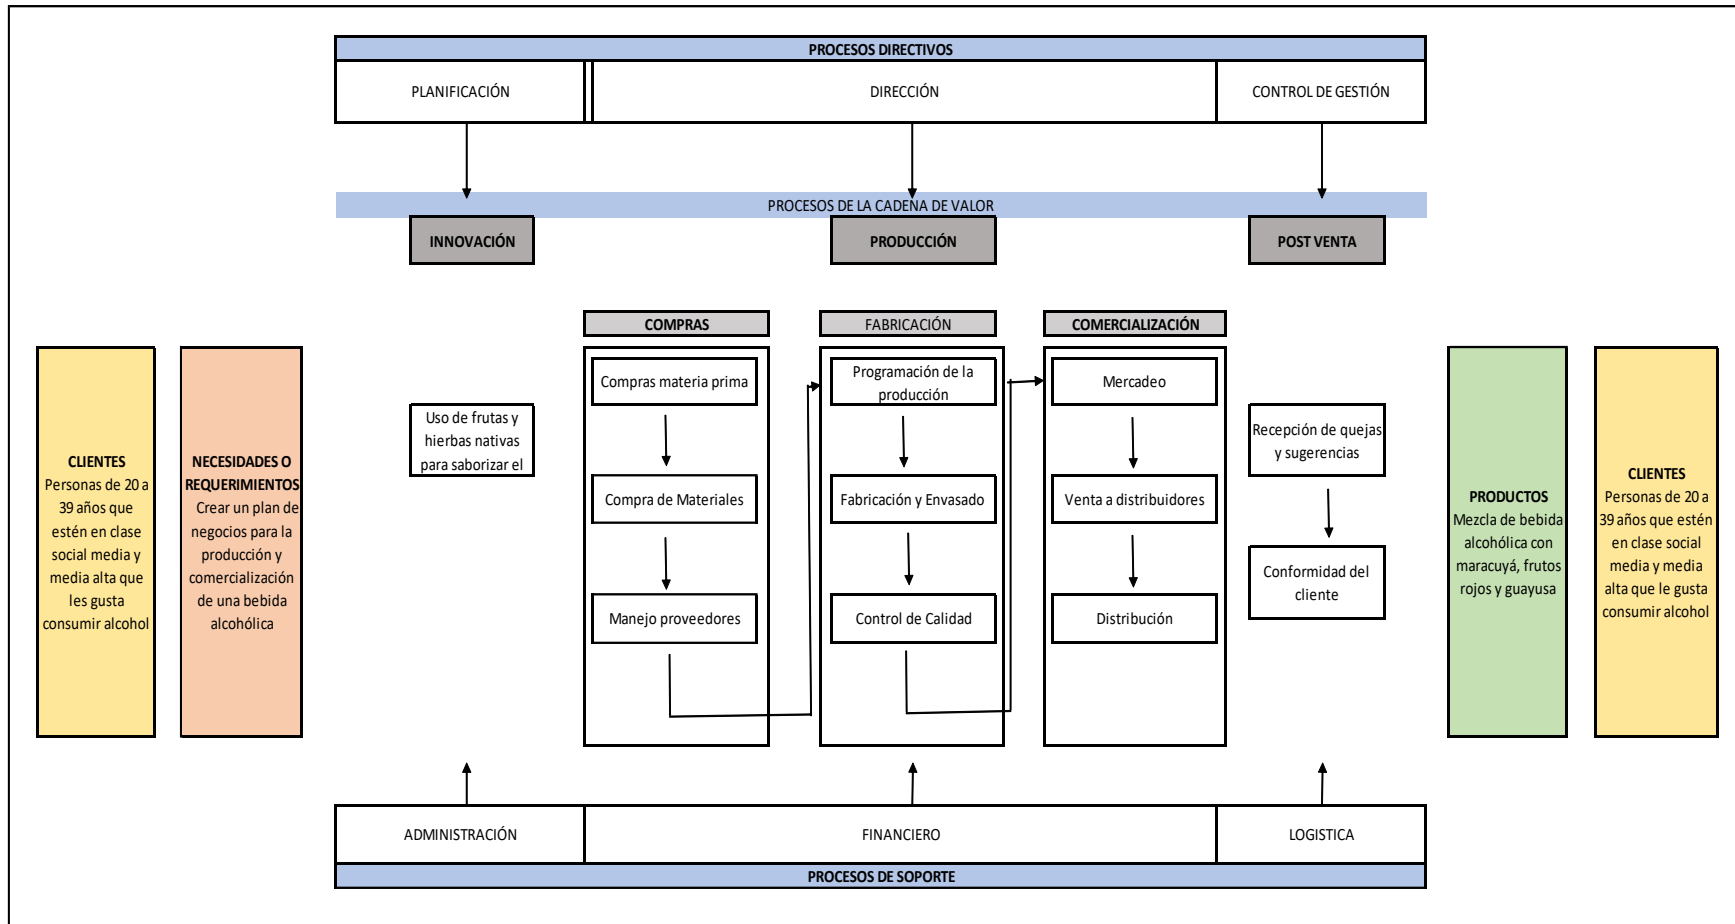 PROCESOS DIRECTIVOS
PLANIFICACIÓN
DIRECCIÓN
CONTROL DE GESTIÓN
PROCESOS DE LA CADENA DE VALOR
INNOVACIÓN
PRODUCCIÓN
POST VENTA
CLIENTES
Personas de 20 a
39 años que
estén en clase
social media y
media alta que
les gusta
consumir alcohol
NECESIDADES O
REQUERIMIENTOS
Crear un plan de
negocios para la
producción y
comercialización
de una bebida
alcohólica
Uso de frutas y
hierbas nativas
para saborizar el
COMPRAS
Compras materia prima
Compra de Materiales
Manejo proveedores
FABRICACIÓN
Programación de la
producción
Fabricación y Envasado
Control de Calidad
COMERCIALIZACIÓN
Mercadeo
Venta a distribuidores
Distribución
Recepción de quejas
y sugerencias
Conformidad del
cliente
PRODUCTOS
Mezcla de bebida
alcohólica con
maracuyá, frutos
rojos y guayusa
CLIENTES
Personas de 20 a
39 años que estén
en clase social
media y media
alta que le gusta
consumir alcohol
ADMINISTRACIÓN
FINANCIERO
LOGISTICA
PROCESOS DE SOPORTE